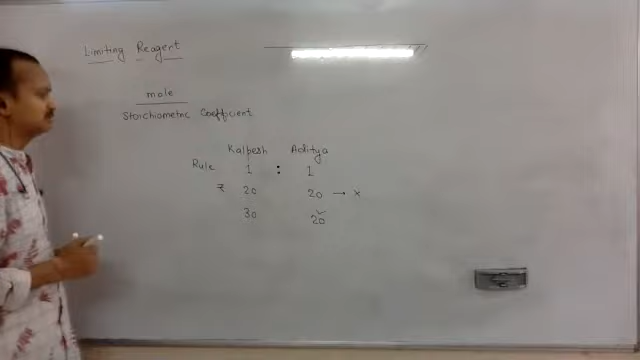 Limiting Reagent
mole
Stoichiometric Coefficient
Kalpesh Aditya
Rule 1 : 1
₹ 20 20 → x
30 20